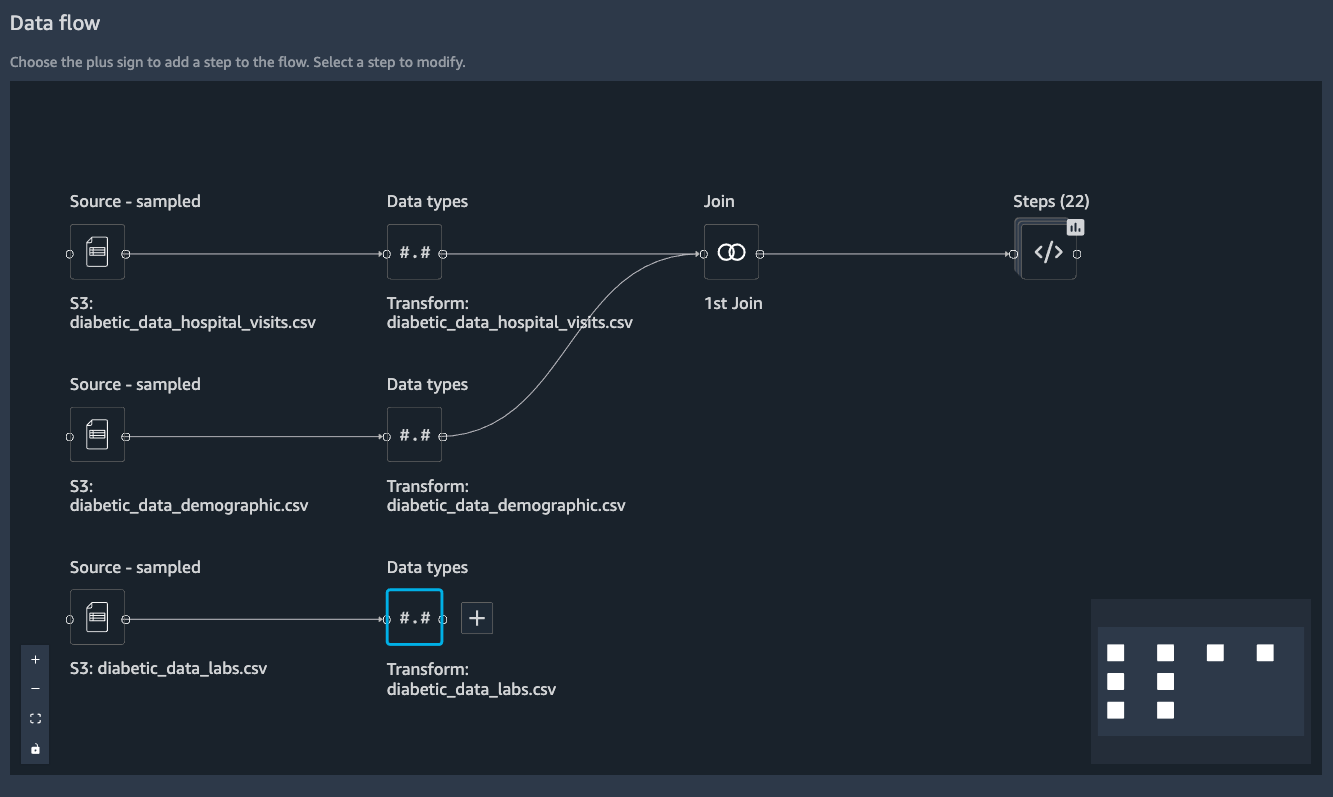 Data flow
Choose the plus sign to add a step to the flow. Select a step to modify.
Source - sampled
Data types
Join
Steps (22)
#.#
</>
S3:
diabetic_data_hospital_visits.csv
Transform:
diabetic_data_hospital_visits.csv
1st Join
Source - sampled
Data types
#.#
S3:
diabetic_data_demographic.csv
Transform:
diabetic_data_demographic.csv
Source - sampled
Data types
#.#
+
S3: diabetic_data_labs.csv
Transform:
diabetic_data_labs.csv
+
−